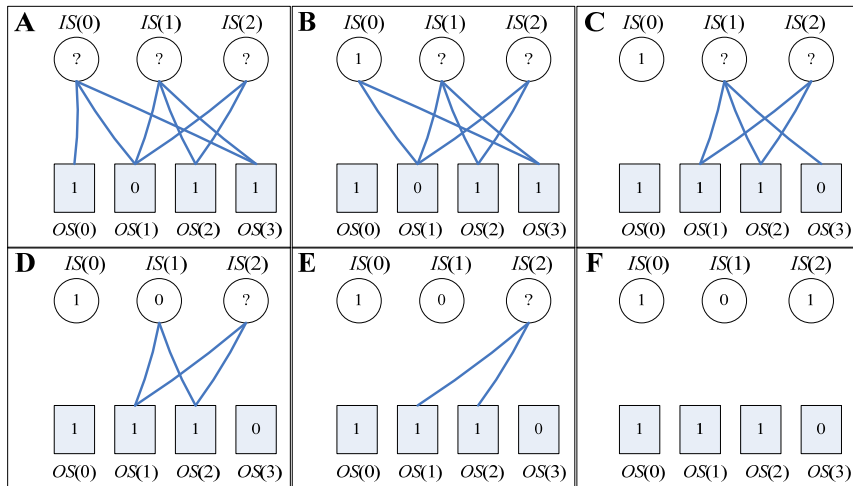 A IS(0) IS(1) IS(2)
? ? ?
1 0 1 1
OS(0) OS(1) OS(2) OS(3)
B IS(0) IS(1) IS(2)
1 ? ?
1 0 1 1
OS(0) OS(1) OS(2) OS(3)
C IS(0) IS(1) IS(2)
1 ? ?
1 1 1 0
OS(0) OS(1) OS(2) OS(3)
D IS(0) IS(1) IS(2)
1 0 ?
1 1 1 0
OS(0) OS(1) OS(2) OS(3)
E IS(0) IS(1) IS(2)
1 0 ?
1 1 1 0
OS(0) OS(1) OS(2) OS(3)
F IS(0) IS(1) IS(2)
1 0 1
1 1 1 0
OS(0) OS(1) OS(2) OS(3)